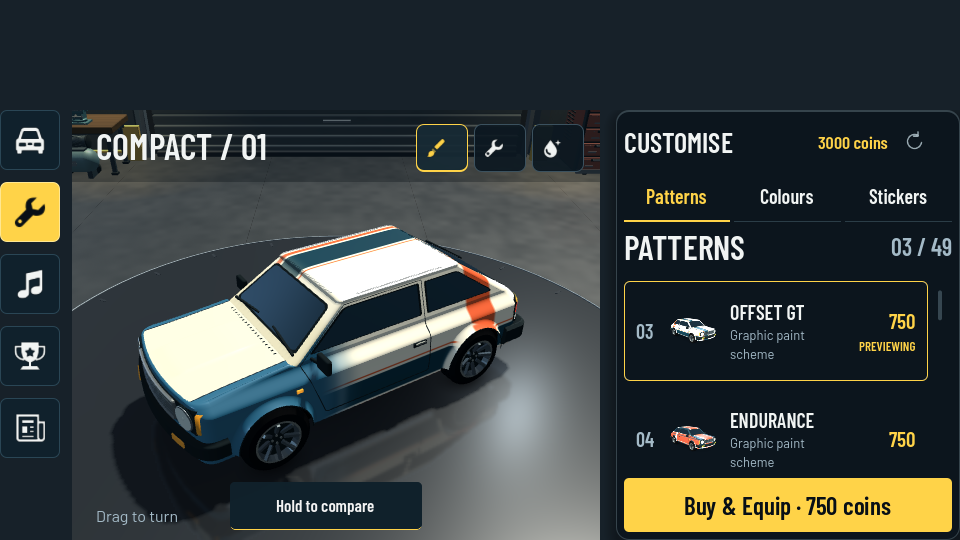 COMPACT / 01
Drag to turn
Hold to compare
CUSTOMISE
3000 coins
Patterns
Colours
Stickers
PATTERNS
03 / 49
03
OFFSET GT
Graphic paint
scheme
750
PREVIEWING
04
ENDURANCE
Graphic paint
scheme
750
Buy & Equip · 750 coins